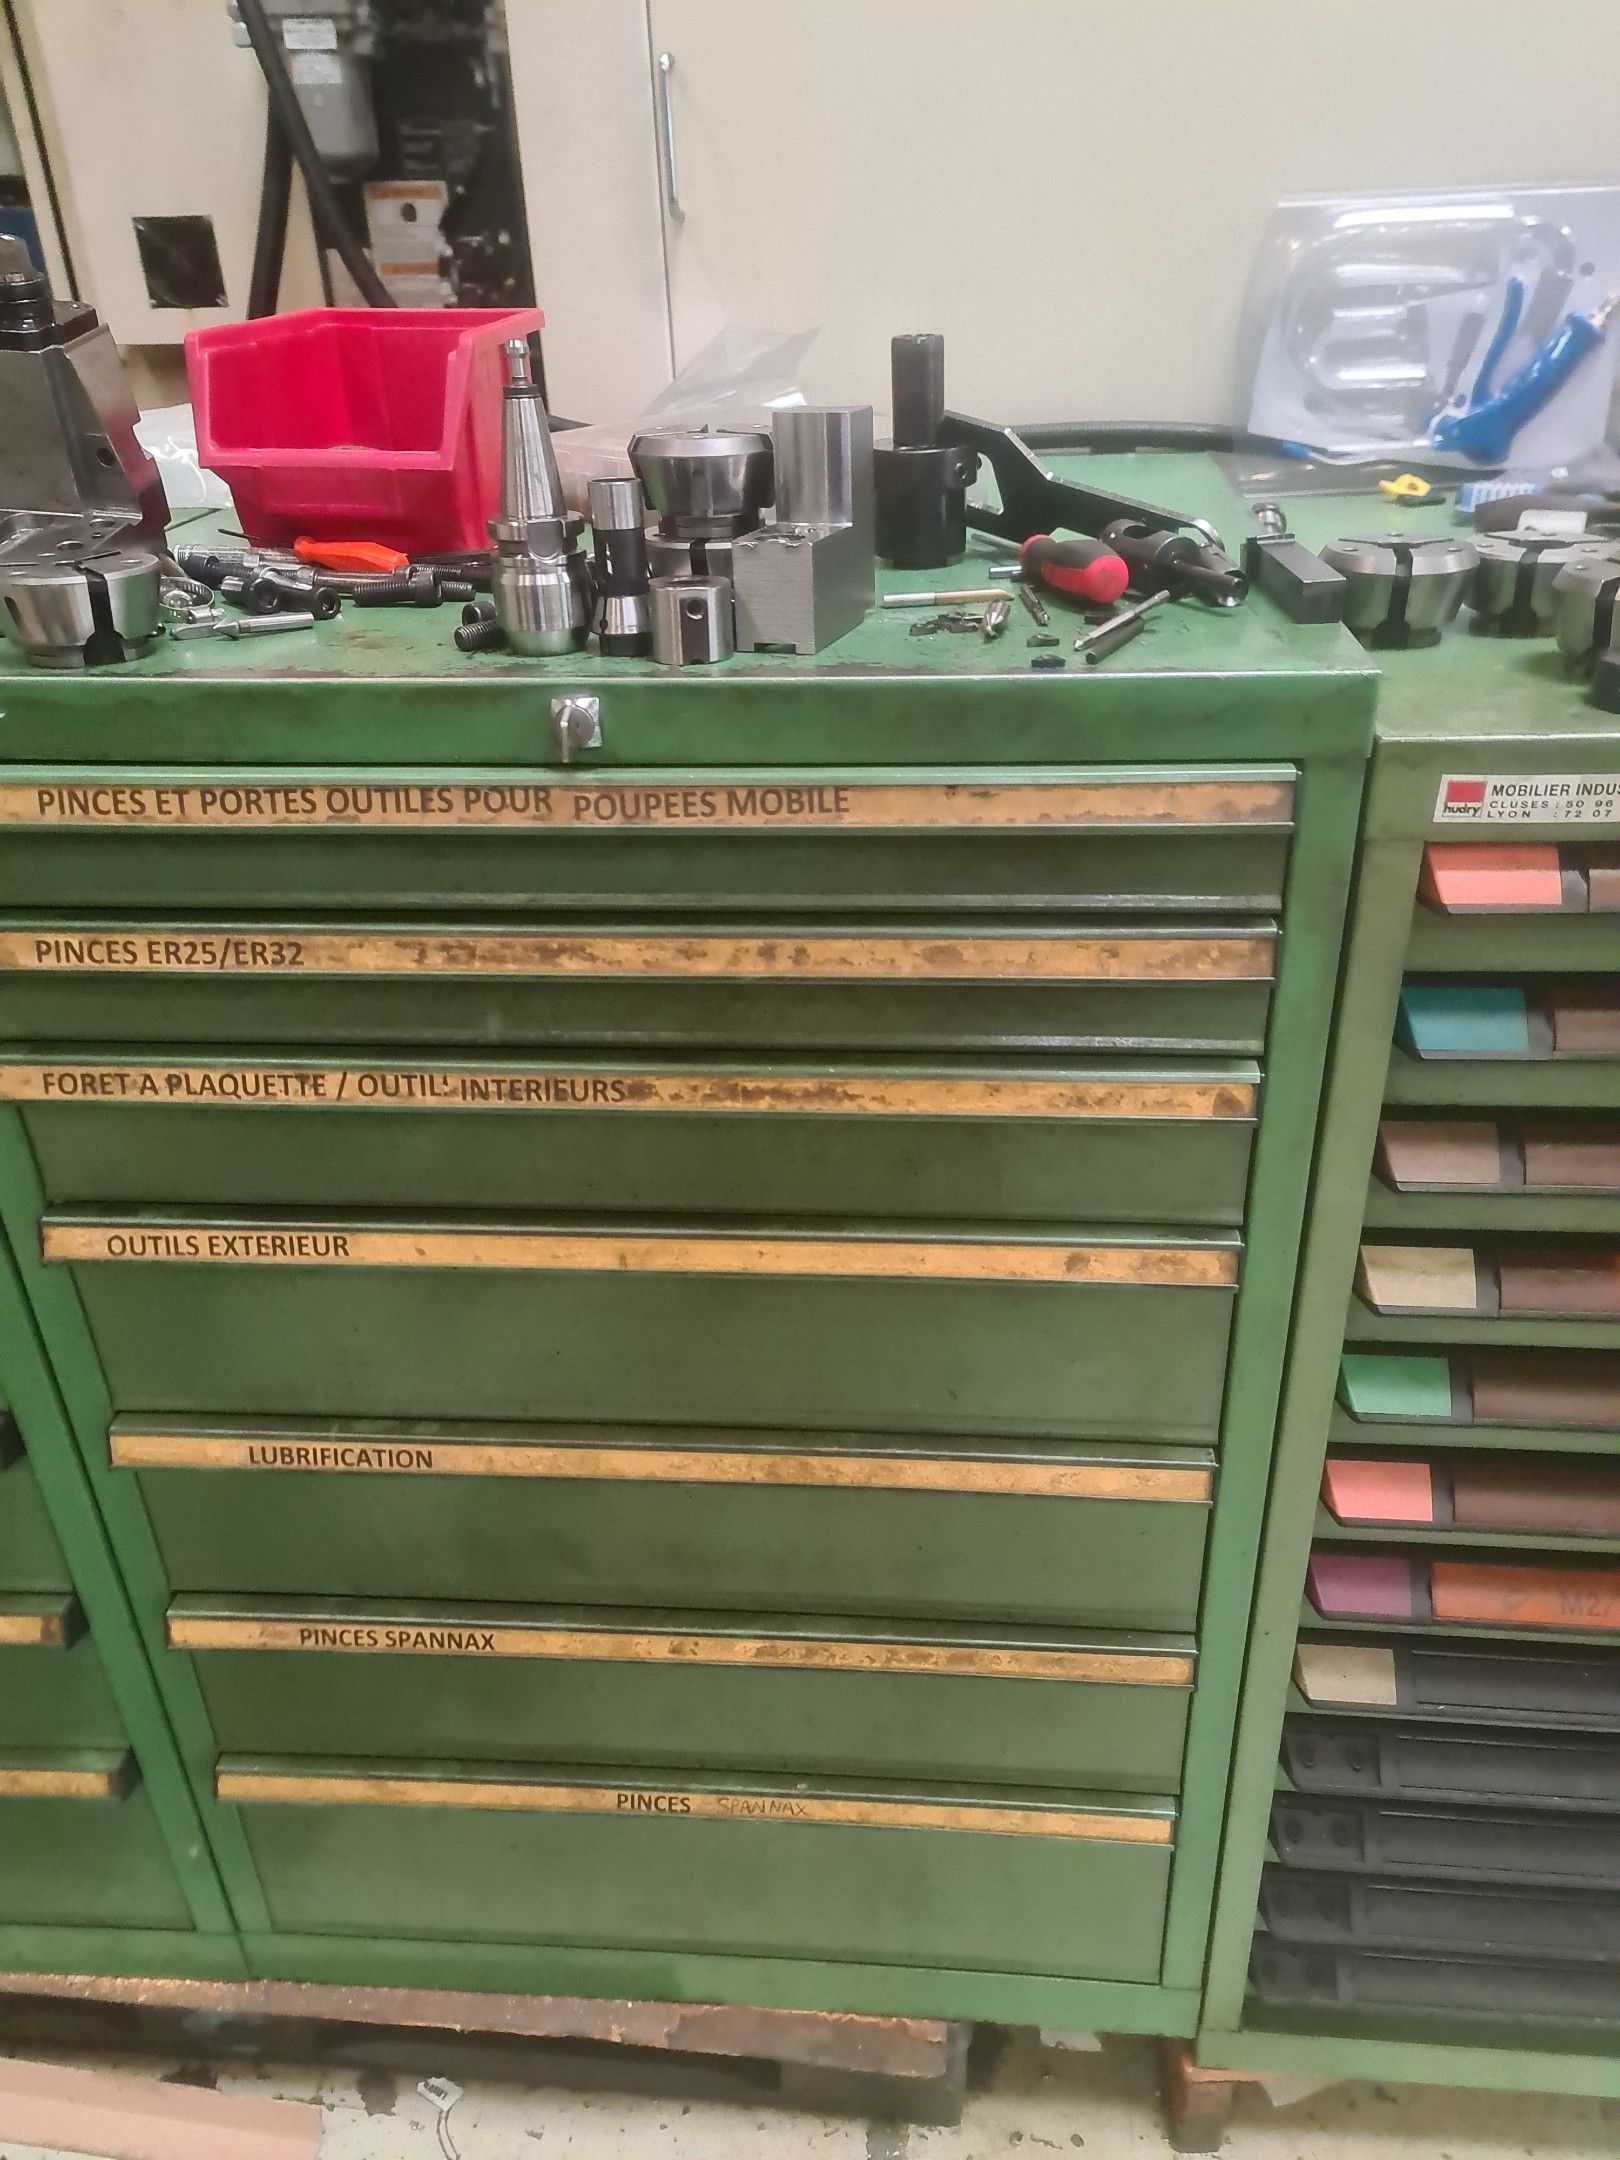 PINCES ET PORTES OUTILES POUR POUPEES MOBILE
hudry
MOBILIER INDUS
CLUSES : 50 96
LYON : 72 07
PINCES ER25/ER32
FORET A PLAQUETTE / OUTIL INTERIEURS
OUTILS EXTERIEUR
LUBRIFICATION
PINCES SPANNAX
PINCES SPANNAX